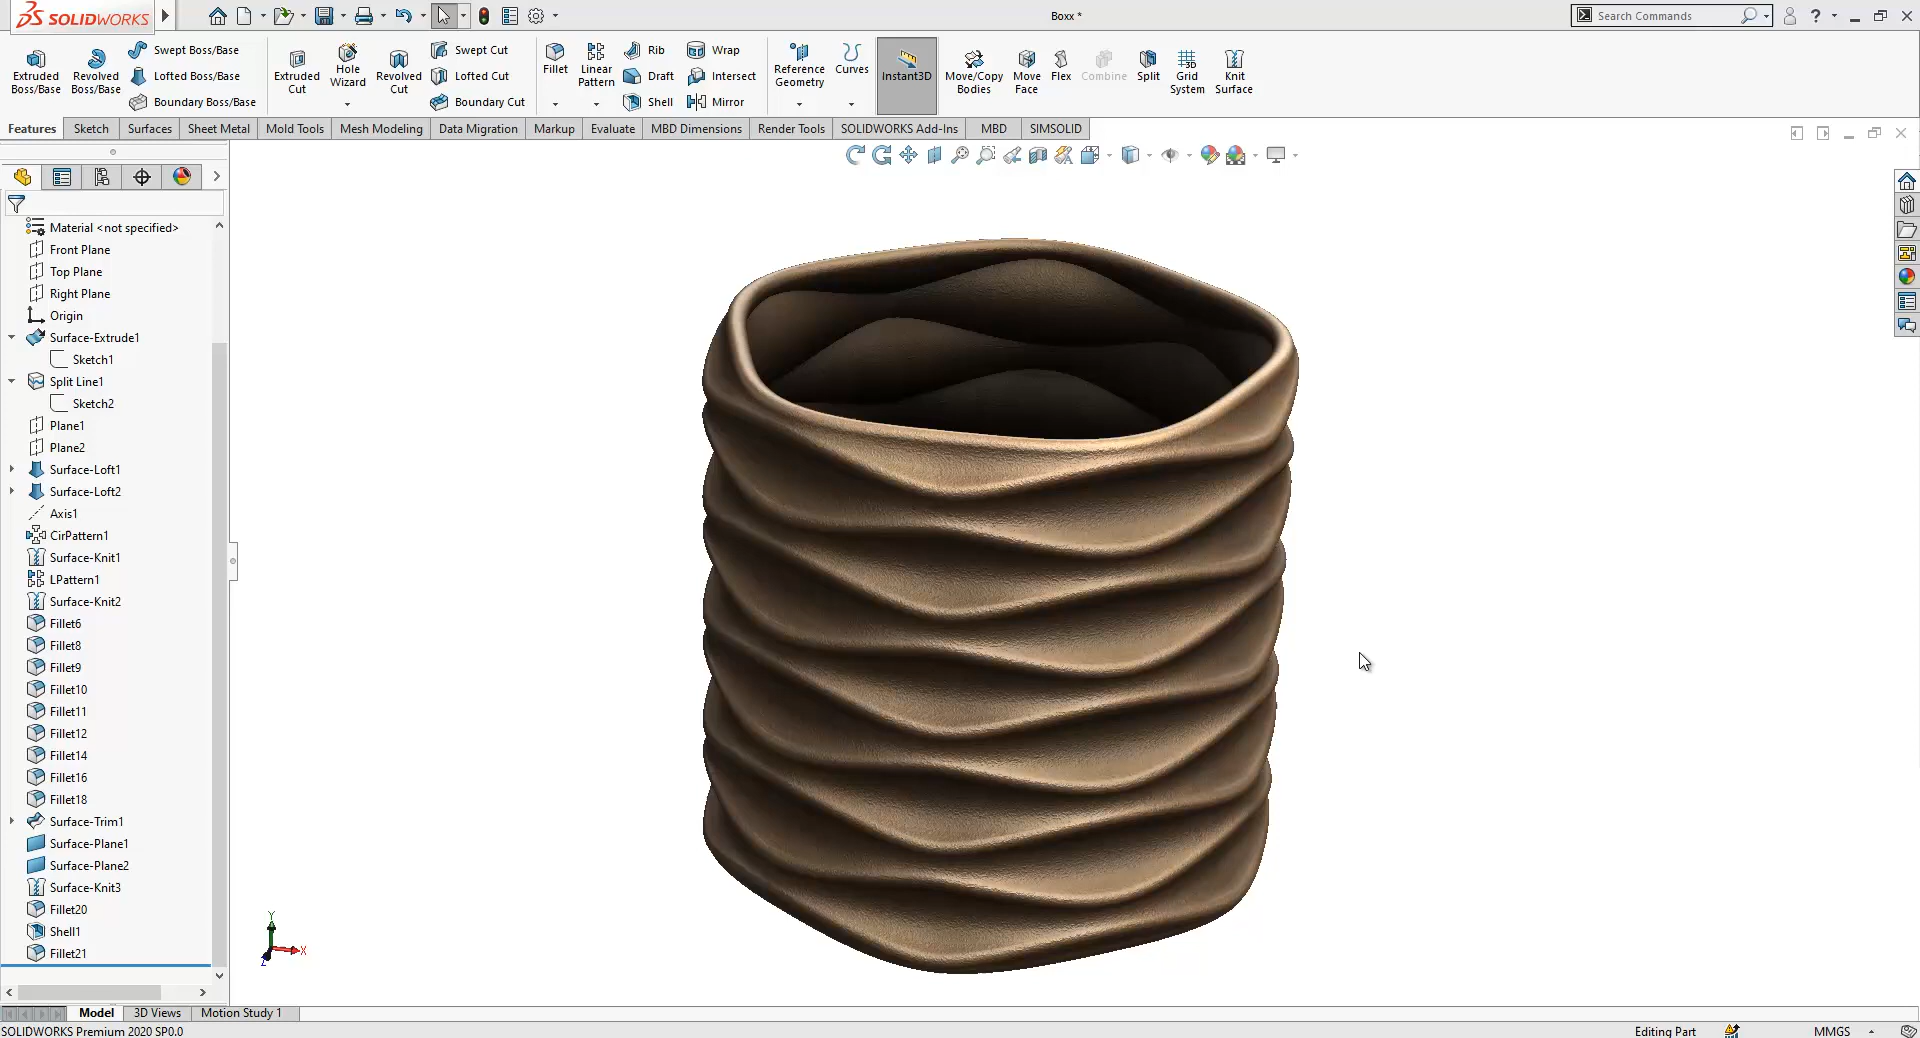 SOLIDWORKS
Boxx *
Search Commands
Extruded Boss/Base
Revolved Boss/Base
Swept Boss/Base
Lofted Boss/Base
Boundary Boss/Base
Extruded Cut
Hole Wizard
Revolved Cut
Swept Cut
Lofted Cut
Boundary Cut
Fillet
Linear Pattern
Rib
Draft
Shell
Wrap
Intersect
Mirror
Reference Geometry
Curves
Instant3D
Move/Copy Bodies
Move Face
Flex
Combine
Split
Grid System
Knit Surface
Features
Sketch
Surfaces
Sheet Metal
Mold Tools
Mesh Modeling
Data Migration
Markup
Evaluate
MBD Dimensions
Render Tools
SOLIDWORKS Add-Ins
MBD
SIMSOLID
Material <not specified>
Front Plane
Top Plane
Right Plane
Origin
Surface-Extrude1
Sketch1
Split Line1
Sketch2
Plane1
Plane2
Surface-Loft1
Surface-Loft2
Axis1
CirPattern1
Surface-Knit1
LPattern1
Surface-Knit2
Fillet6
Fillet8
Fillet9
Fillet10
Fillet11
Fillet12
Fillet14
Fillet16
Fillet18
Surface-Trim1
Surface-Plane1
Surface-Plane2
Surface-Knit3
Fillet20
Shell1
Fillet21
Y
X
Z
Model
3D Views
Motion Study 1
SOLIDWORKS Premium 2020 SP0.0
Editing Part
MMGS